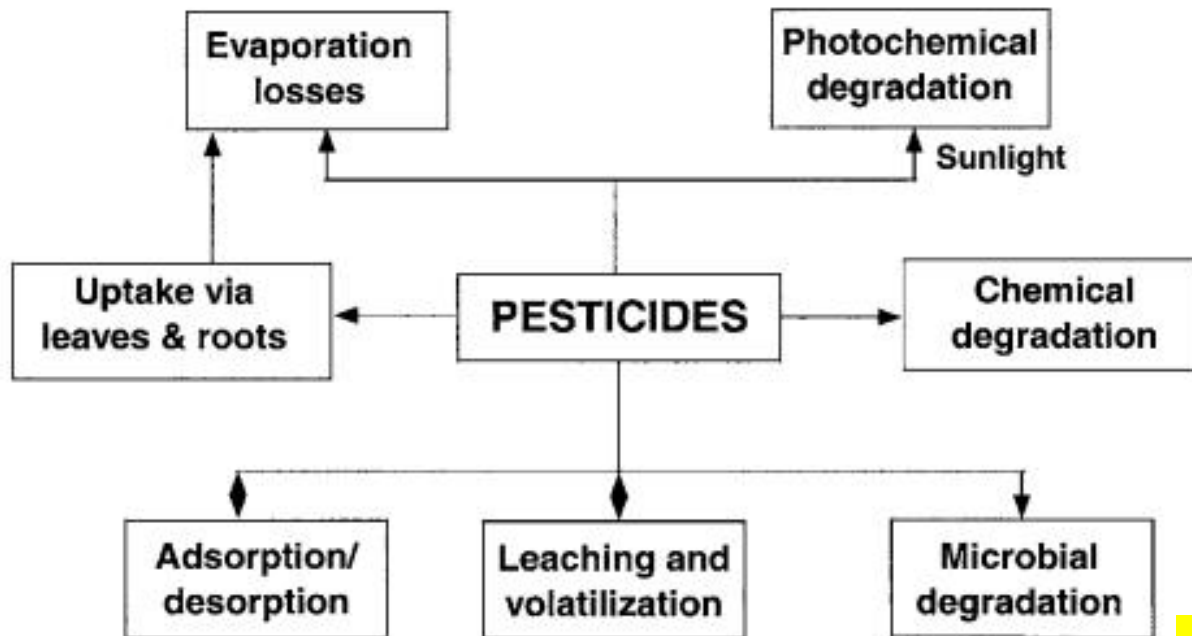 Evaporation
losses
Photochemical
degradation
Sunlight
Uptake via
leaves & roots
PESTICIDES
Chemical
degradation
Adsorption/
desorption
Leaching and
volatilization
Microbial
degradation